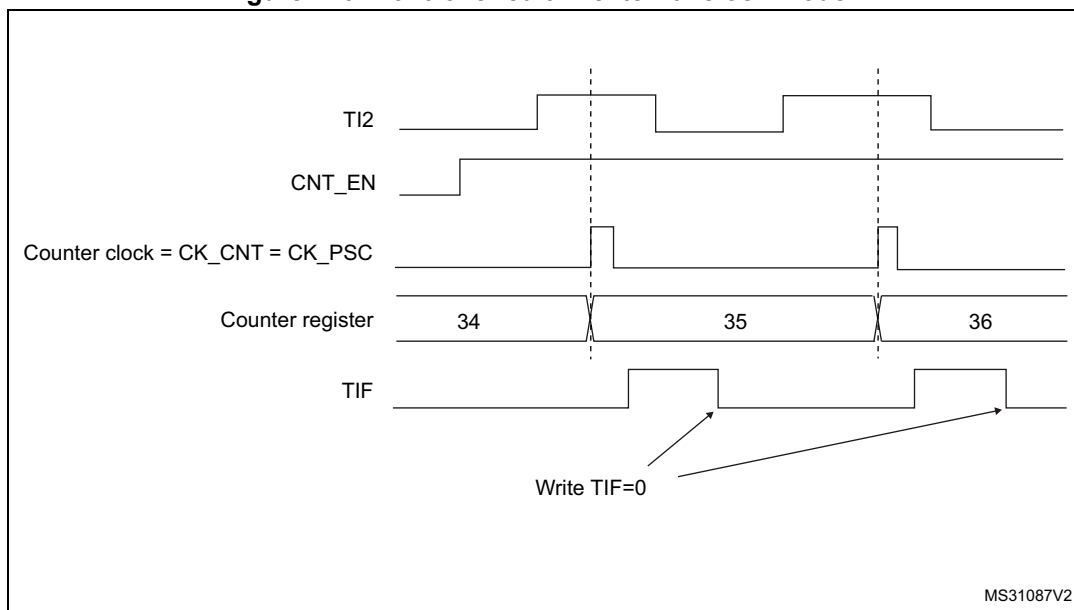 TI2
CNT_EN
Counter clock = CK_CNT = CK_PSC
Counter register
34
35
36
TIF
Write TIF=0
MS31087V2